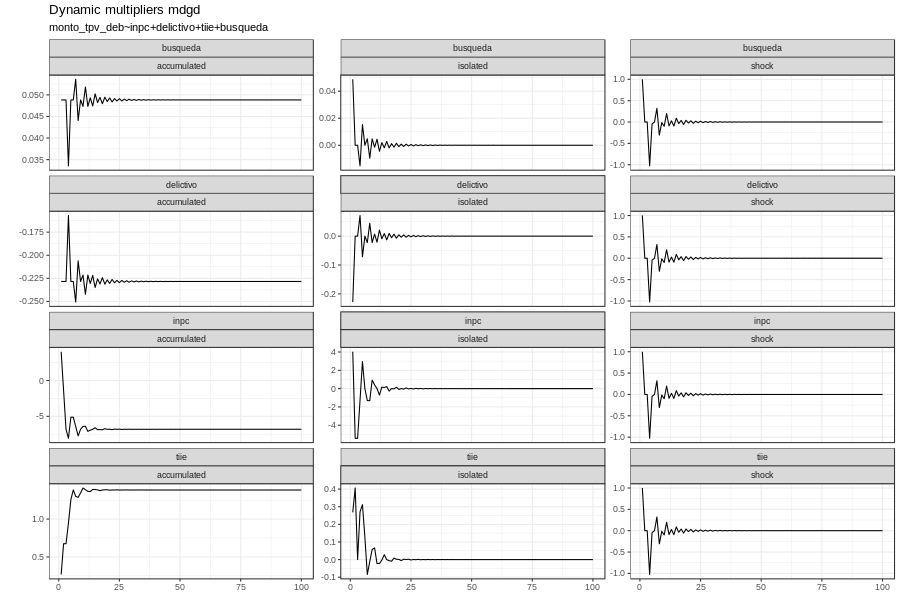 Dynamic multipliers mdgd
monto_tpv_deb~inpc+delictivo+tiie+busqueda
busqueda busqueda busqueda
accumulated isolated shock
0.050 0.045 0.040 0.035
0.04 0.02 0.00
1.0 0.5 0.0 -0.5 -1.0
delictivo delictivo delictivo
accumulated isolated shock
-0.175 -0.200 -0.225 -0.250
0.0 -0.1 -0.2
1.0 0.5 0.0 -0.5 -1.0
inpc inpc inpc
accumulated isolated shock
0 -5
4 2 0 -2 -4
1.0 0.5 0.0 -0.5 -1.0
tiie tiie tiie
accumulated isolated shock
1.0 0.5
0.4 0.3 0.2 0.1 0.0 -0.1
1.0 0.5 0.0 -0.5 -1.0
0 25 50 75 100 0 25 50 75 100 0 25 50 75 100